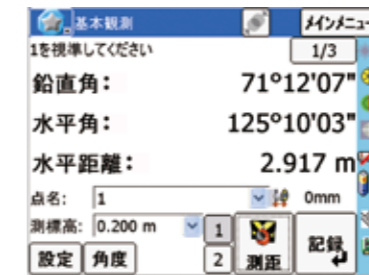 基本観測
メインメニュー
1を視準してください
1/3
鉛直角: 71°12'07"
水平角: 125°10'03"
水平距離: 2.917 m
点名: 1 0mm
測標高: 0.200 m 1
2
測距
記録
設定 角度